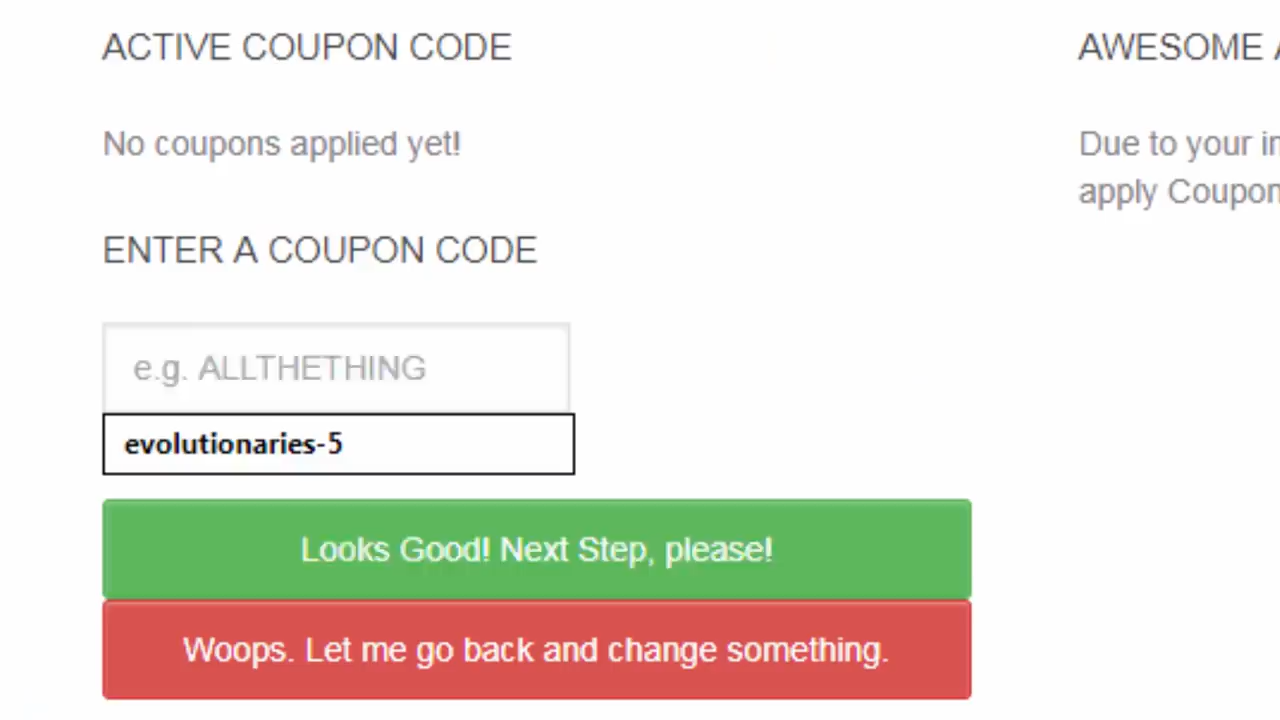 ACTIVE COUPON CODE
No coupons applied yet!
ENTER A COUPON CODE
e.g. ALLTHETHING
evolutionaries-5
Looks Good! Next Step, please!
Woops. Let me go back and change something.
AWESOME
Due to your
apply Coupon